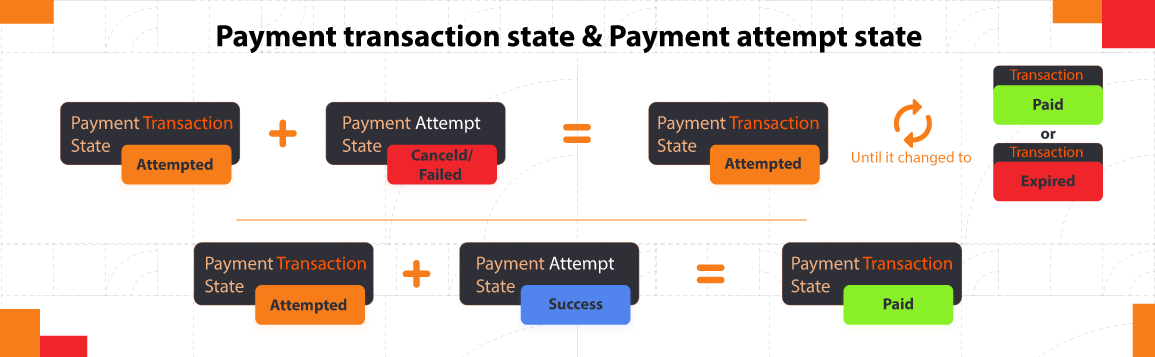 Payment transaction state & Payment attempt state
Payment Transaction
State
Attempted
+
Payment Attempt
State
Canceld/
Failed
=
Payment Transaction
State
Attempted
Until it changed to
Transaction
Paid
or
Transaction
Expired
Payment Transaction
State
Attempted
+
Payment Attempt
State
Success
=
Payment Transaction
State
Paid